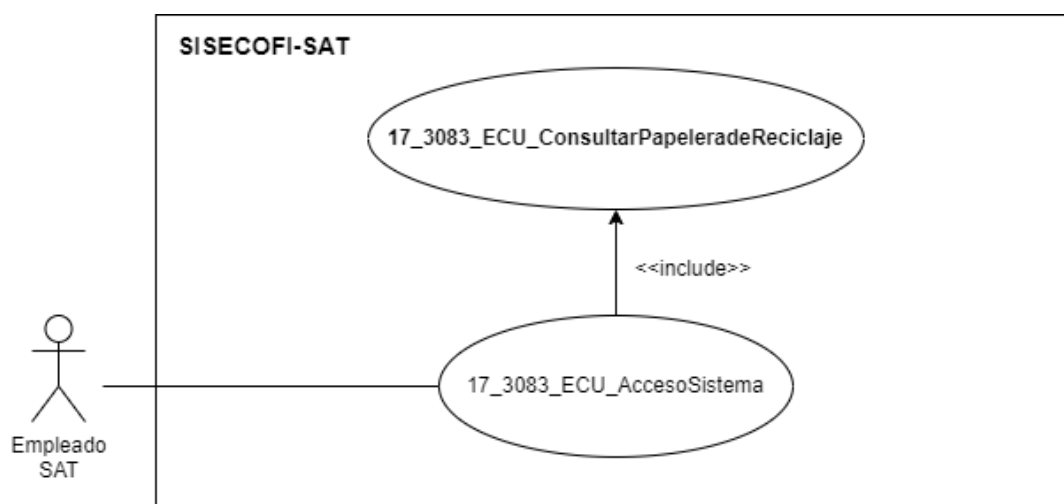 SISECOFI-SAT
17_3083_ECU_ConsultarPapeleradeReciclaje
<<include>>
17_3083_ECU_AccesoSistema
Empleado
SAT